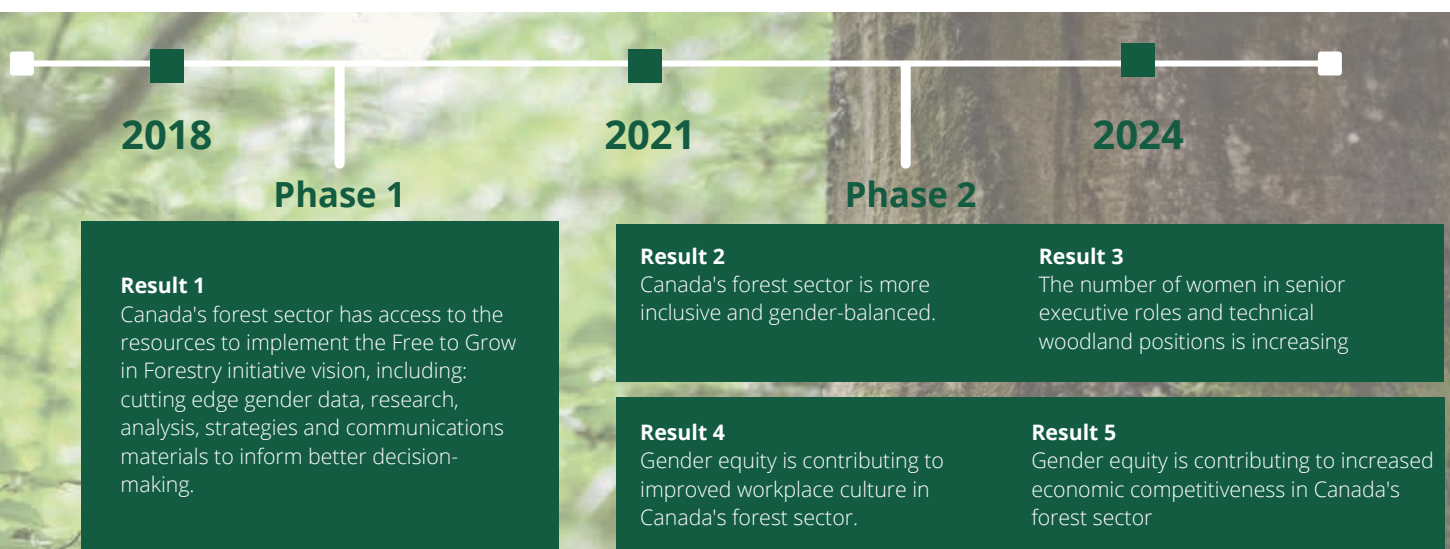 2018
2021
2024
Phase 1
Phase 2
Result 1
Canada's forest sector has access to the
resources to implement the Free to Grow
in Forestry initiative vision, including:
cutting edge gender data, research,
analysis, strategies and communications
materials to inform better decision-
making.
Result 2
Canada's forest sector is more
inclusive and gender-balanced.
Result 3
The number of women in senior
executive roles and technical
woodland positions is increasing
Result 4
Gender equity is contributing to
improved workplace culture in
Canada's forest sector.
Result 5
Gender equity is contributing to increased
economic competitiveness in Canada's
forest sector